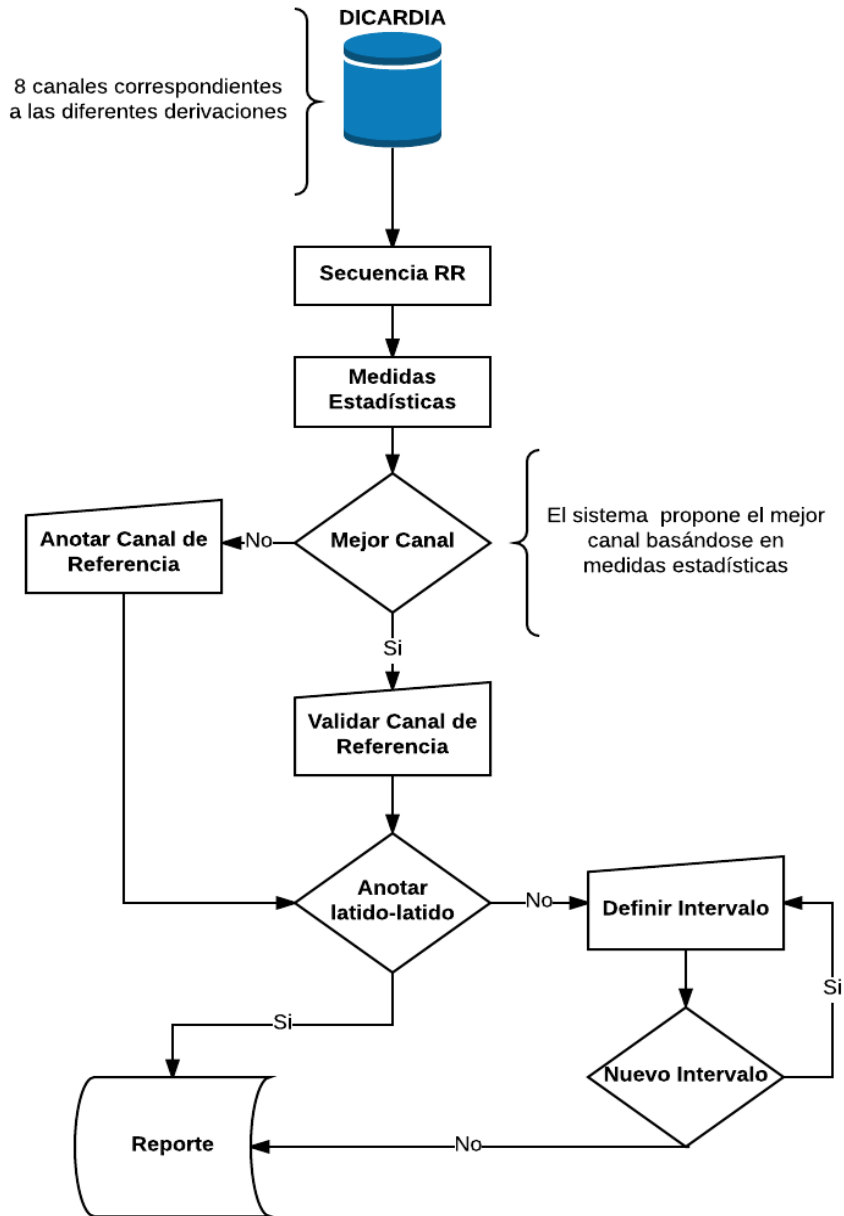 DICARDIA
8 canales correspondientes
a las diferentes derivaciones
Secuencia RR
Medidas
Estadísticas
Mejor Canal
El sistema propone el mejor
canal basándose en
medidas estadísticas
No
Anotar Canal de
Referencia
Si
Validar Canal de
Referencia
Anotar
latido-latido
No
Definir Intervalo
Si
Si
Nuevo Intervalo
No
Reporte